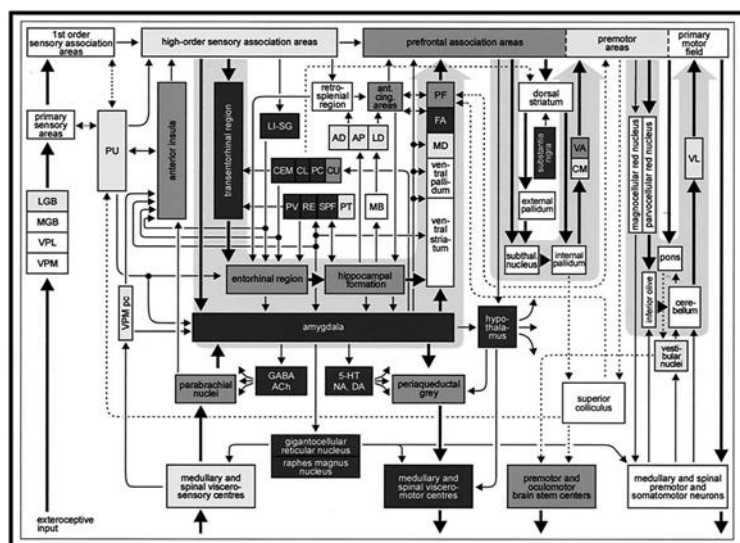 1st order
sensory association
areas
high-order sensory association areas
prefrontal association areas
premotor
areas
primary
motor
field
primary
sensory
areas
PU
anterior insula
transentorhinal region
LI-SG
retro-
splenial
region
ant.
cing.
areas
PF
FA
MD
AD
AP
LD
CEM
CL
PC
CU
PV
RE
SPF
PT
MB
ven-
tral
pallidum
ven-
tral
stria-
tum
dorsal
striatum
substantia
nigra
VA
CM
magnocellular red nucleus
parvocellular red nucleus
VL
LGB
MGB
VPL
VPM
external
pallidum
subthal.
nucleus
internal
pallidum
pons
VPM pc
entorhinal region
hippocampal
formation
inferior olive
cere-
bellum
amygdala
hypo-
thala-
mus
vesti-
bular
nuclei
parabrachial
nuclei
GABA
ACh
5-HT
NA, DA
periaqueductal
grey
superior
colliculus
gigantocellular
reticular nucleus
raphes magnus
nucleus
medullary and
spinal viscero-
sensory centres
medullary and
spinal viscero-
motor centres
premotor and
oculomotor
brain stem centers
medullary and spinal
premotor and
somatomotor neurons
exteroceptive
input